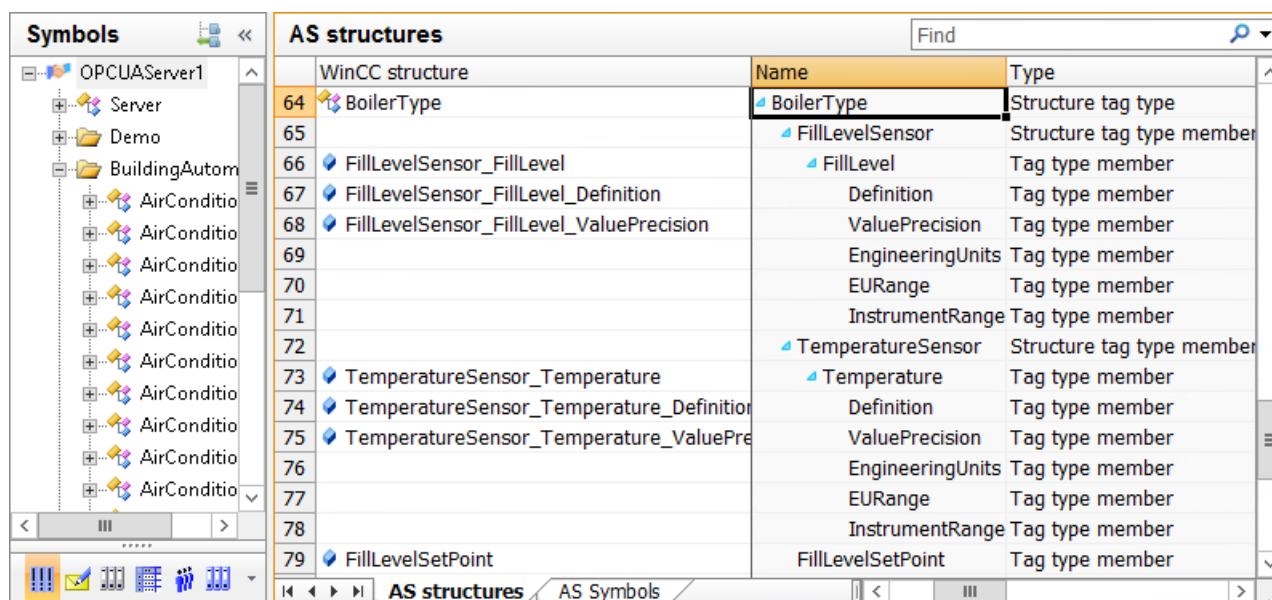 Symbols
«
OPCUAServer1
Server
Demo
BuildingAutom
AirConditio
AirConditio
AirConditio
AirConditio
AirConditio
AirConditio
AirConditio
AirConditio
AirConditio
AirConditio
AS structures
Find
WinCC structure Name Type
64 BoilerType BoilerType Structure tag type
65 FillLevelSensor Structure tag type member
66 FillLevelSensor_FillLevel FillLevel Tag type member
67 FillLevelSensor_FillLevel_Definition Definition Tag type member
68 FillLevelSensor_FillLevel_ValuePrecision ValuePrecision Tag type member
69 EngineeringUnits Tag type member
70 EURange Tag type member
71 InstrumentRange Tag type member
72 TemperatureSensor Structure tag type member
73 TemperatureSensor_Temperature Temperature Tag type member
74 TemperatureSensor_Temperature_Definition Definition Tag type member
75 TemperatureSensor_Temperature_ValuePre ValuePrecision Tag type member
76 EngineeringUnits Tag type member
77 EURange Tag type member
78 InstrumentRange Tag type member
79 FillLevelSetPoint FillLevelSetPoint Tag type member
AS structures AS Symbols